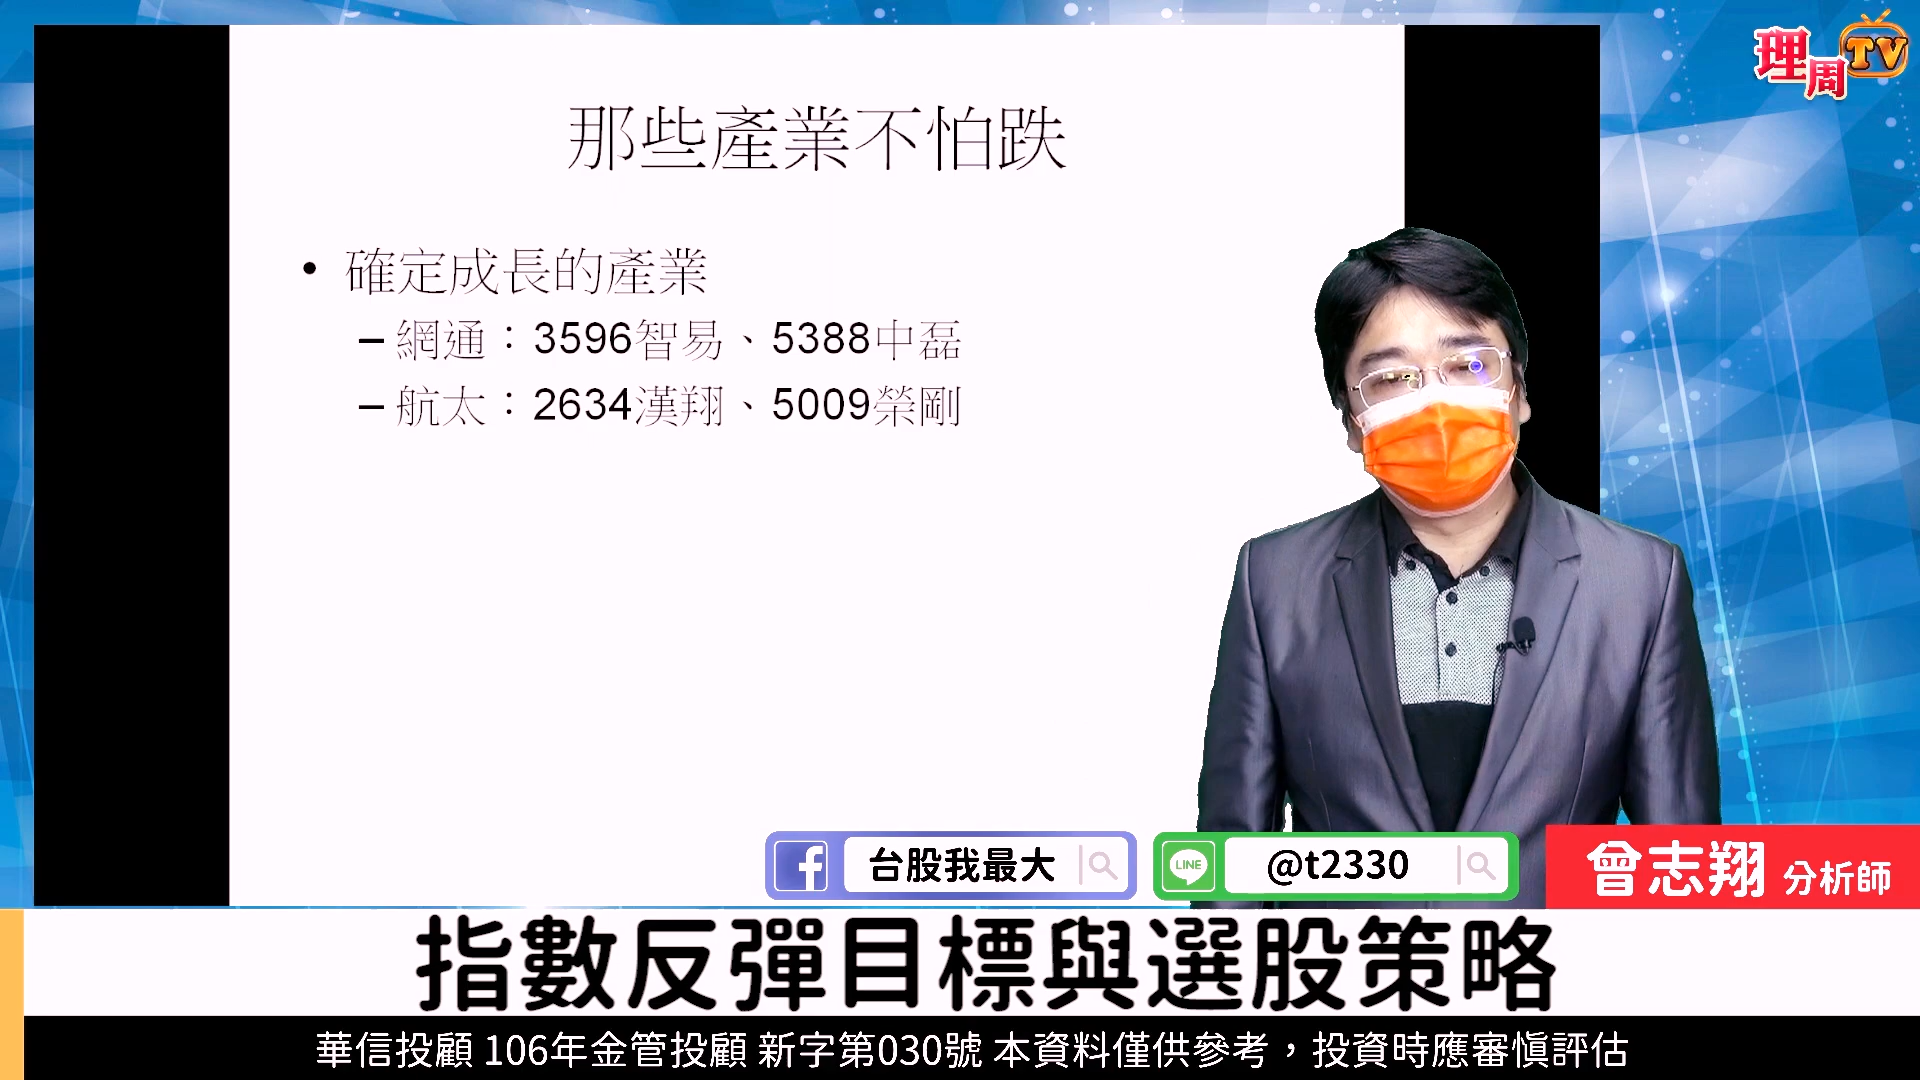 理周TV
那些產業不怕跌
• 確定成長的產業
– 網通：3596智易、5388中磊
– 航太：2634漢翔、5009榮剛
f 台股我最大
LINE @t2330
曾志翔 分析師
指數反彈目標與選股策略
華信投顧 106年金管投顧 新字第030號 本資料僅供參考，投資時應審慎評估